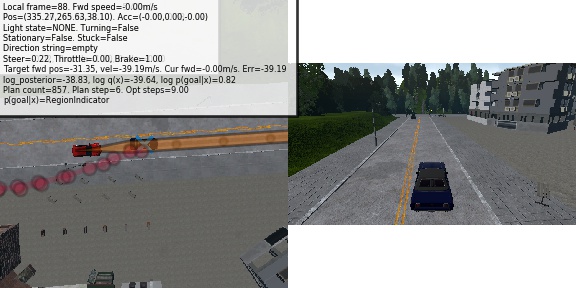 Local frame=88. Fwd speed=-0.00m/s
Pos=(335.27,265.63,38.10). Acc=(-0.00,0.00,-0.00)
Light state=NONE. Turning=False
Stationary=False. Stuck=False
Direction string=empty
Steer=0.22, Throttle=0.00, Brake=1.00
Target fwd pos=-31.35, vel=-39.19m/s. Cur fwd=-0.00m/s. Err=-39.19
log_posterior=-38.83, log q(x)=-39.64, log p(goal|x)=0.82
Plan count=857. Plan step=6. Opt steps=9.00
p(goal|x)=RegionIndicator